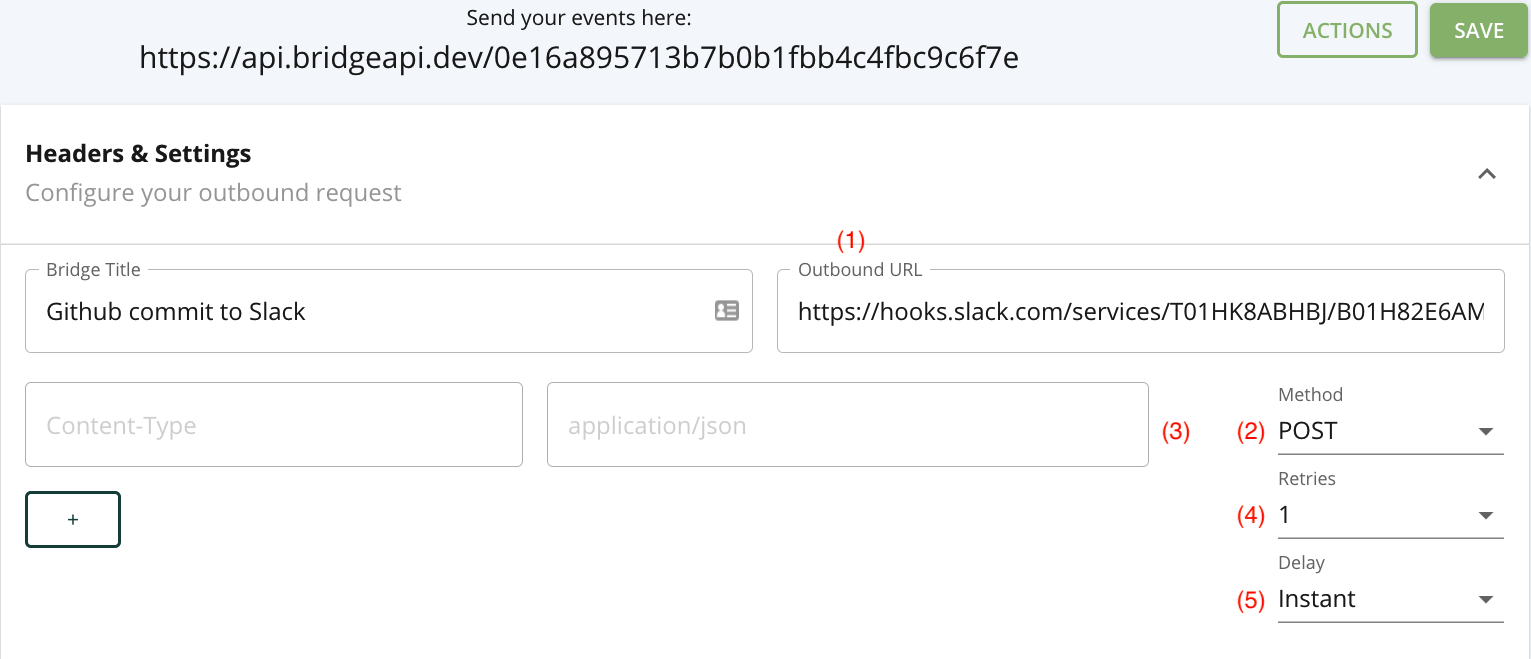 Send your events here:
https://api.bridgeapi.dev/0e16a895713b7b0b1fbb4c4fbc9c6f7e
ACTIONS
SAVE
Headers & Settings
Configure your outbound request
(1)
Bridge Title
Github commit to Slack
Outbound URL
https://hooks.slack.com/services/T01HK8ABHBJ/B01H82E6AM
Content-Type
application/json
(3)
Method
(2) POST
Retries
(4) 1
Delay
(5) Instant
+